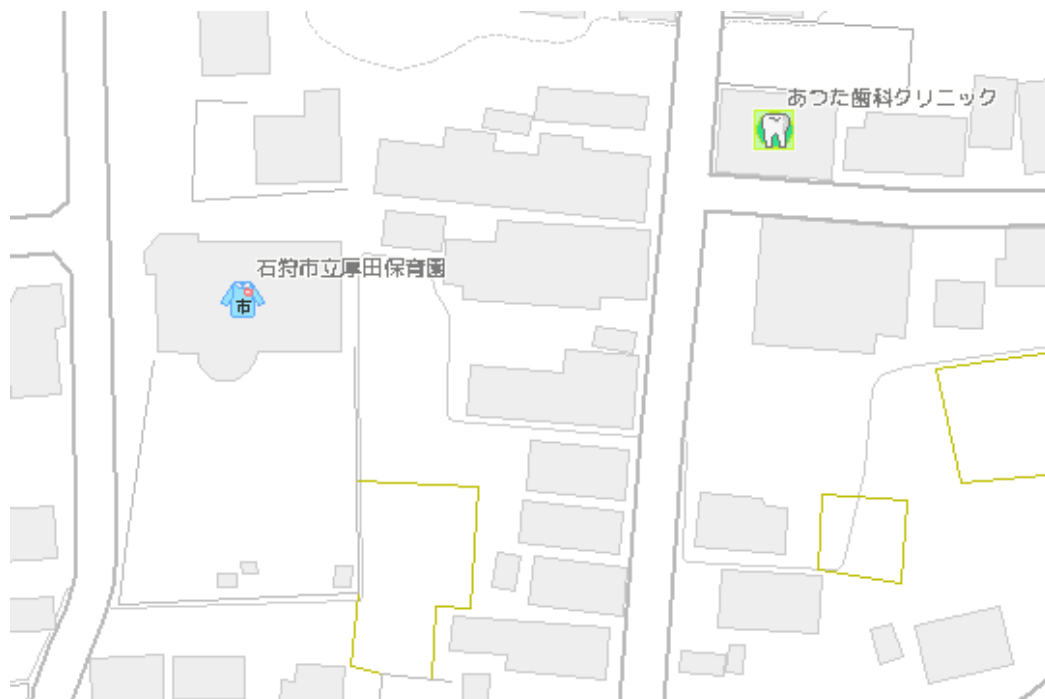 あつた歯科クリニック
石狩市立厚田保育園
市